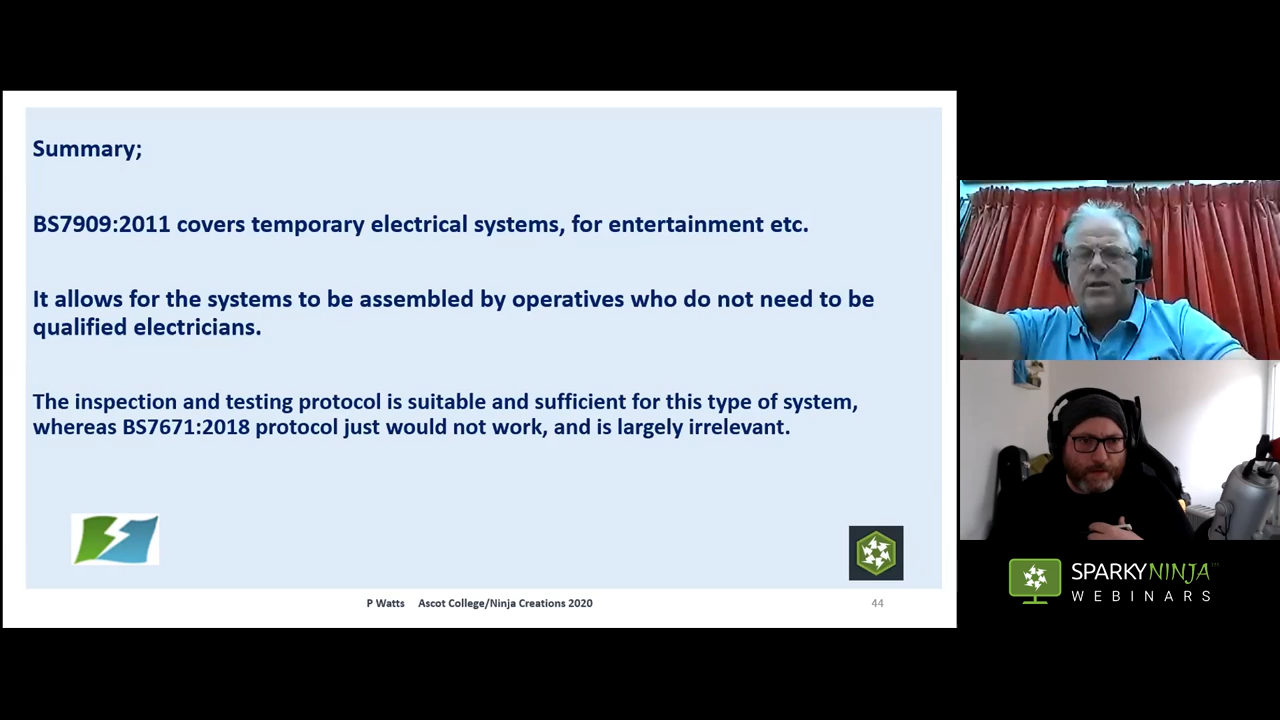 Summary;
BS7909:2011 covers temporary electrical systems, for entertainment etc.
It allows for the systems to be assembled by operatives who do not need to be
qualified electricians.
The inspection and testing protocol is suitable and sufficient for this type of system,
whereas BS7671:2018 protocol just would not work, and is largely irrelevant.
P Watts Ascot College/Ninja Creations 2020
44
SPARKYNINJA™
WEBINARS